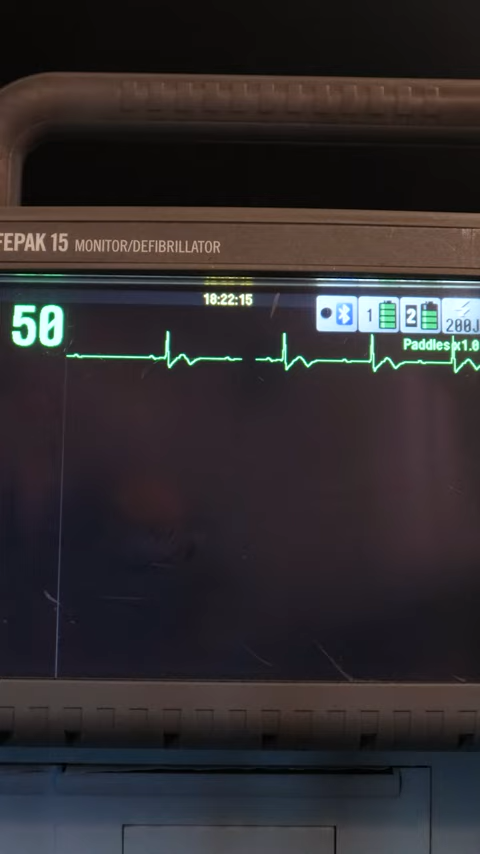 FEPAK 15 MONITOR/DEFIBRILLATOR
18:22:15
50
1
2
200J
Paddles x1.0